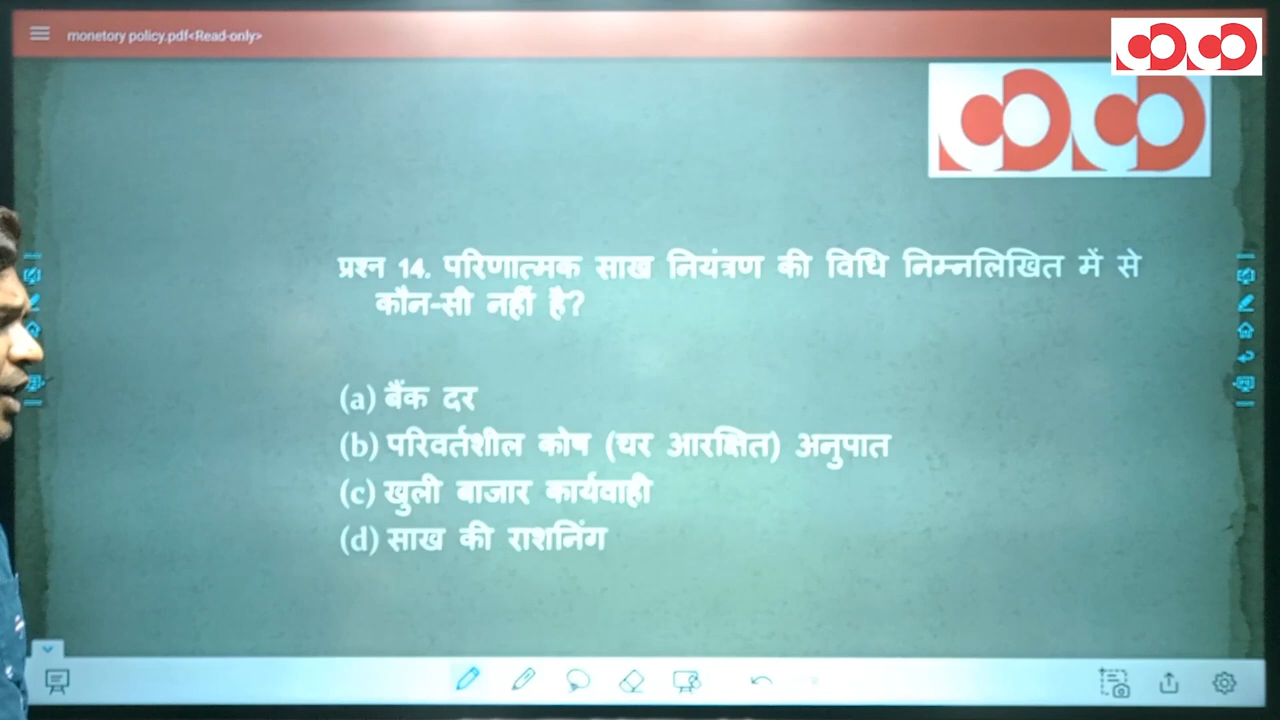 monetory policy.pdf<Read-only>
प्रश्न 14. परिणात्मक साख नियंत्रण की विधि निम्नलिखित में से
कौन-सी नहीं है?
(a) बैंक दर
(b) परिवर्तशील कोष (चर आरक्षित) अनुपात
(c) खुली बाजार कार्यवाही
(d) साख की राशनिंग